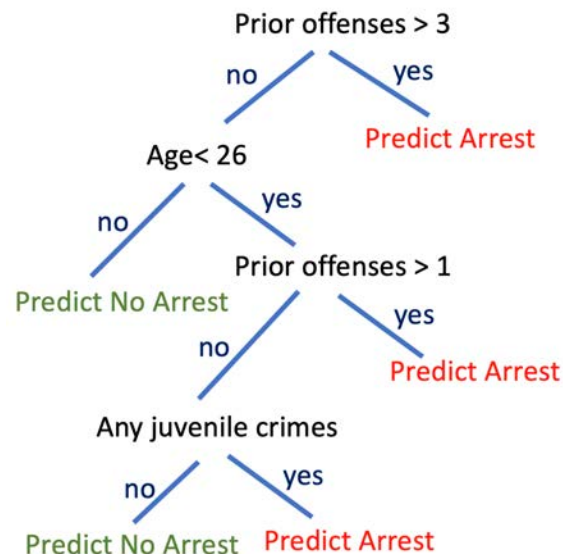 Prior offenses > 3
no
yes
Predict Arrest
Age< 26
no
yes
Predict No Arrest
Prior offenses > 1
no
yes
Predict Arrest
Any juvenile crimes
no
yes
Predict No Arrest
Predict Arrest